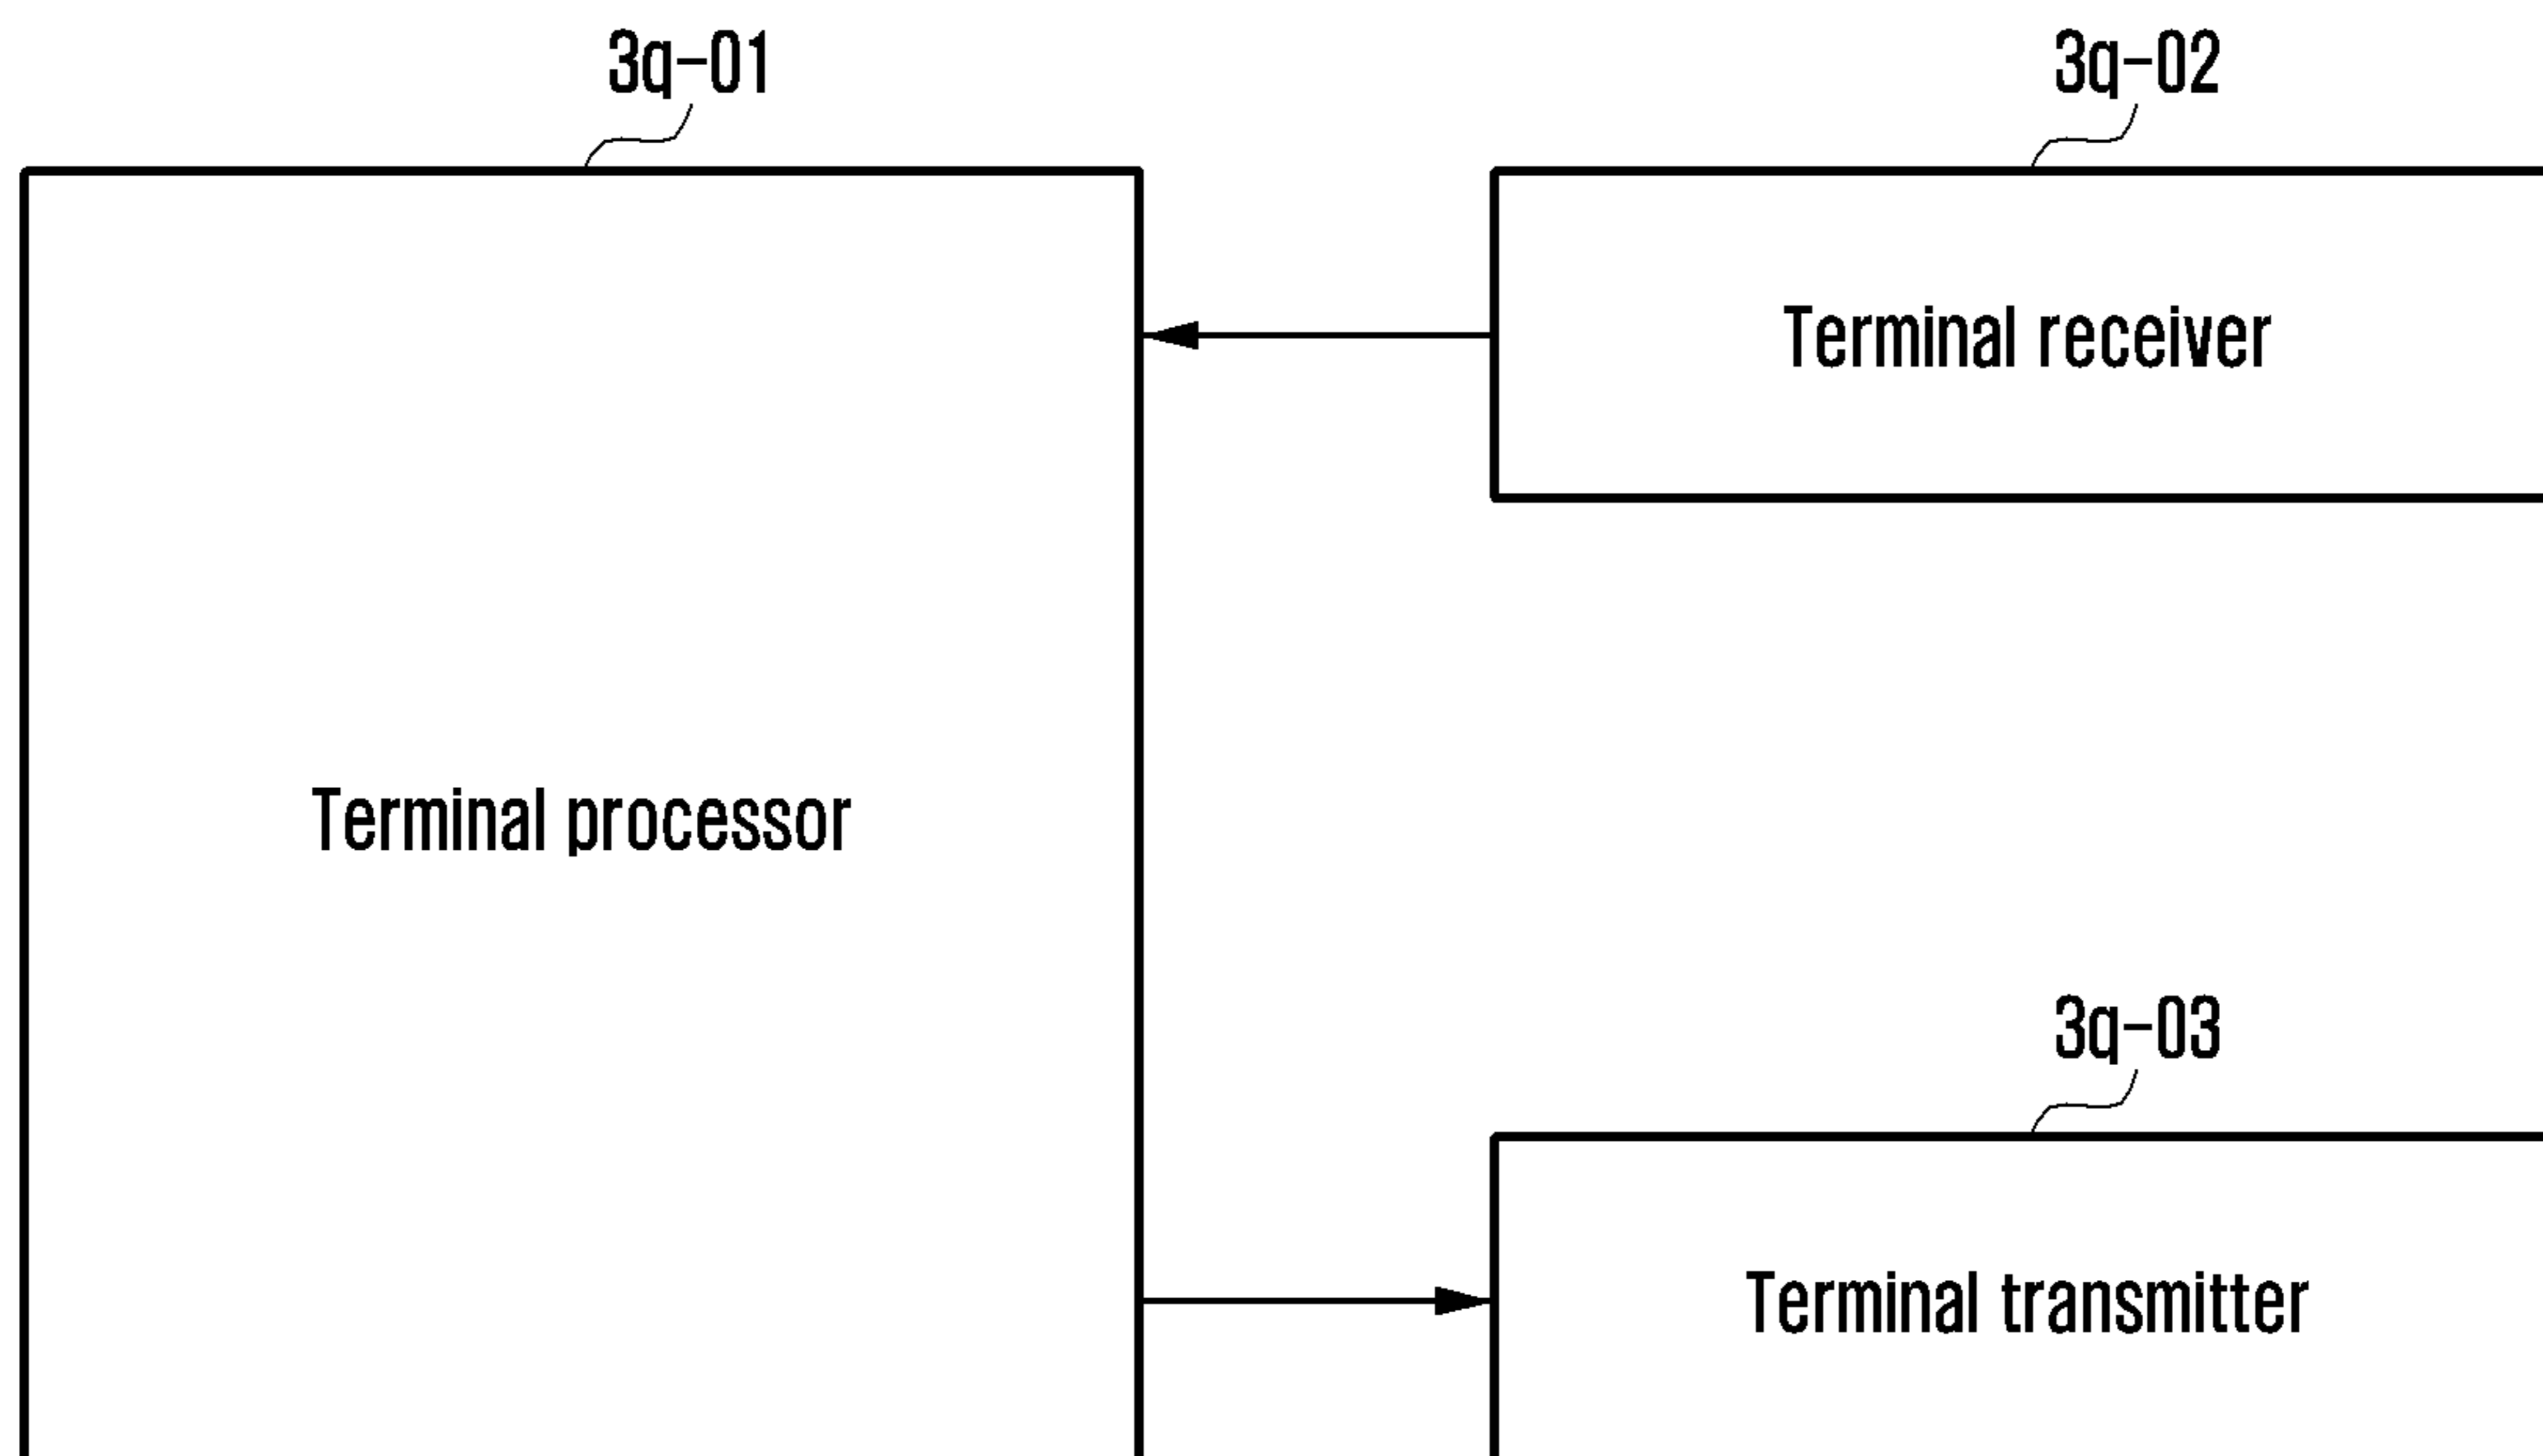 3q-01
3q-02
Terminal receiver
Terminal processor
3q-03
Terminal transmitter